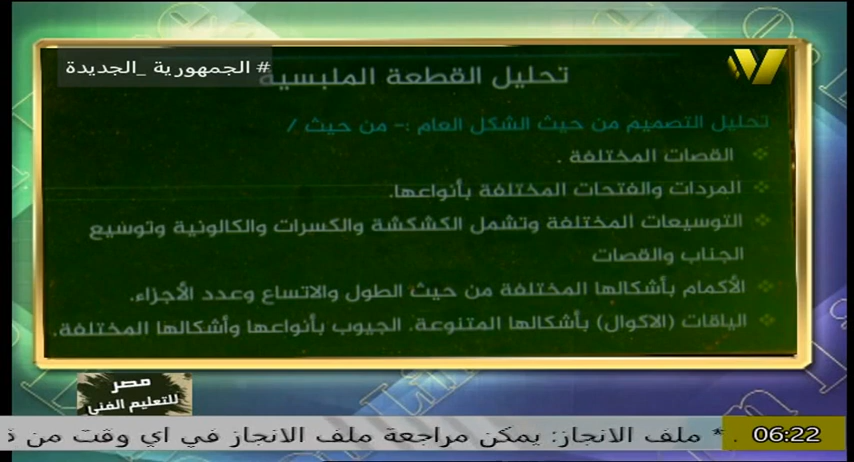 # الجمهورية _الجديدة
تحليل القطعة الملبسية
تحليل التصميم من حيث الشكل العام :- من حيث /
القصات المختلفة .
المردات والفتحات المختلفة بأنواعها.
التوسيعات المختلفة وتشمل الكشكشة والكسرات والكالونية وتوسيع
الجناب والقصات
الأكمام بأشكالها المختلفة من حيث الطول والاتساع وعدد الأجزاء.
الياقات (الاكوال) بأشكالها المتنوعة. الجيوب بأنواعها وأشكالها المختلفة.
مصر
للتعليم الفني
. * ملف الانجاز: يمكن مراجعة ملف الانجاز في اي وقت من
06:22